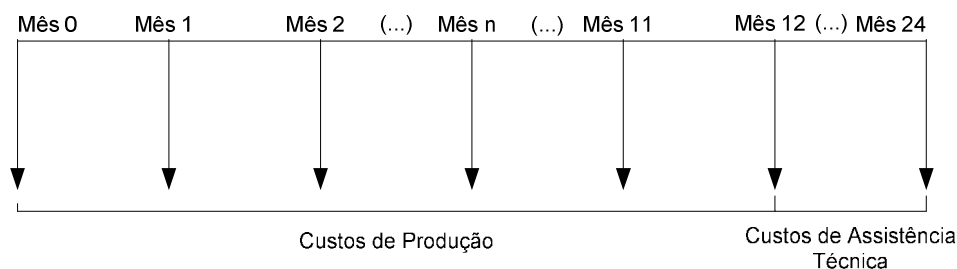 Mês 0 Mês 1 Mês 2 (...) Mês n (...) Mês 11 Mês 12 (...) Mês 24
Custos de Produção
Custos de Assistência
Técnica